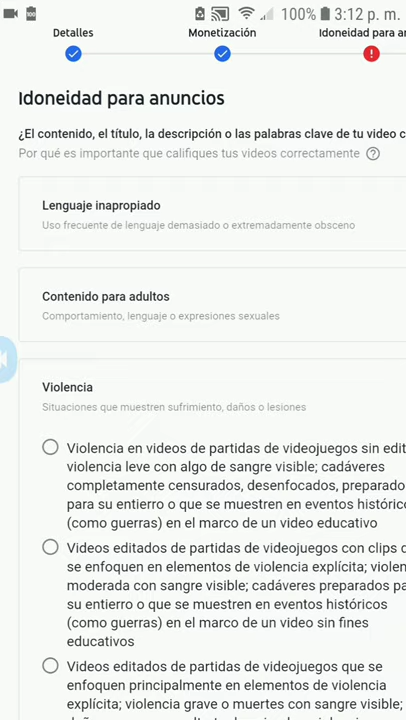 100% 3:12 p. m.
Detalles Monetización Idoneidad para an
Idoneidad para anuncios
¿El contenido, el título, la descripción o las palabras clave de tu video c
Por qué es importante que califiques tus videos correctamente ?
Lenguaje inapropiado
Uso frecuente de lenguaje demasiado o extremadamente obsceno
Contenido para adultos
Comportamiento, lenguaje o expresiones sexuales
Violencia
Situaciones que muestren sufrimiento, daños o lesiones
Violencia en videos de partidas de videojuegos sin edit
violencia leve con algo de sangre visible; cadáveres
completamente censurados, desenfocados, preparado
para su entierro o que se muestren en eventos históric
(como guerras) en el marco de un video educativo
Videos editados de partidas de videojuegos con clips
se enfoquen en elementos de violencia explícita; violen
moderada con sangre visible; cadáveres preparados pa
su entierro o que se muestren en eventos históricos
(como guerras) en el marco de un video sin fines
educativos
Videos editados de partidas de videojuegos que se
enfoquen principalmente en elementos de violencia
explícita; violencia grave o muertes con sangre visible;